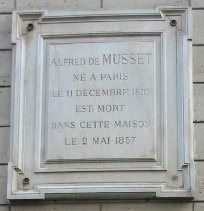 ALFRED DE MUSSET
NÉ À PARIS
LE 11 DÉCEMBRE 1810
EST MORT
DANS CETTE MAISON
LE 2 MAI 1857